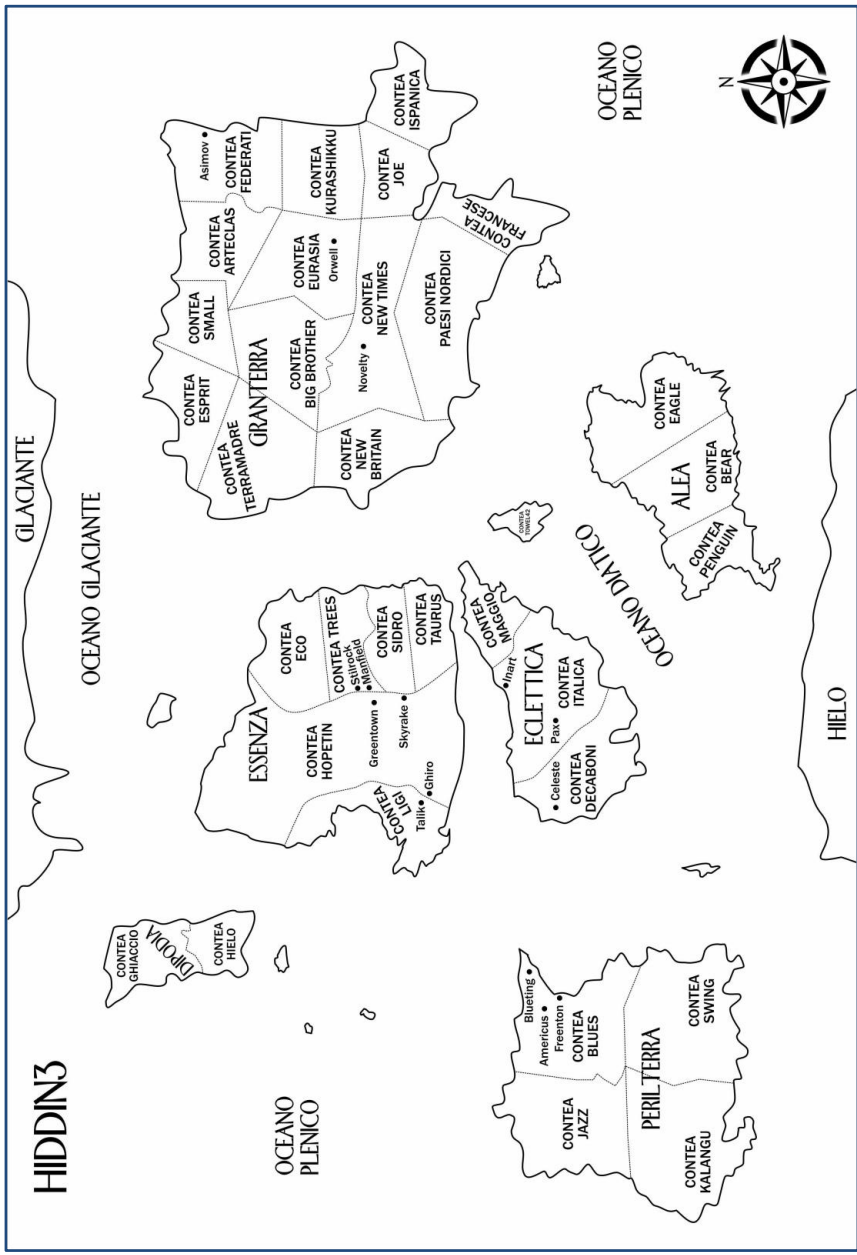 HIDDIN3
GLACIANTE
OCEANO GLACIANTE
OCEANO
PLENICO
CONTEA
GHIACCIO
DIPODIA
CONTEA
HIELO
ESSENZA
CONTEA
ECO
CONTEA
HOPETIN
CONTEA TREES
Stilrock
Manfield
CONTEA
SIDRO
CONTEA
TAURUS
Greentown
Skyrake
CONTEA
LIGI
Talik
Ghiro
GRANTERRA
CONTEA
ESPRIT
CONTEA
SMALL
CONTEA
ARTECLAS
Asimov
CONTEA
FEDERATI
CONTEA
TERRAMADRE
CONTEA
BIG BROTHER
CONTEA
EURASIA
Orwell
CONTEA
KURASHIKKU
CONTEA
NEW
BRITAIN
Novelty
CONTEA
NEW TIMES
CONTEA
JOE
CONTEA
ISPANICA
CONTEA
PAESI NORDICI
CONTEA
FRANCESE
OCEANO
PLENICO
N
CONTEA
TOWEL42
OCEANO DIATICO
ECLETTICA
CONTEA
MAGGIO
Inart
CONTEA
ITALICA
Pax
Celeste
CONTEA
DECABONI
ALEA
CONTEA
EAGLE
CONTEA
BEAR
CONTEA
PENGUIN
PERILTERRA
Blueting
Americus
Freenton
CONTEA
BLUES
CONTEA
JAZZ
CONTEA
SWING
CONTEA
KALANGU
HIELO